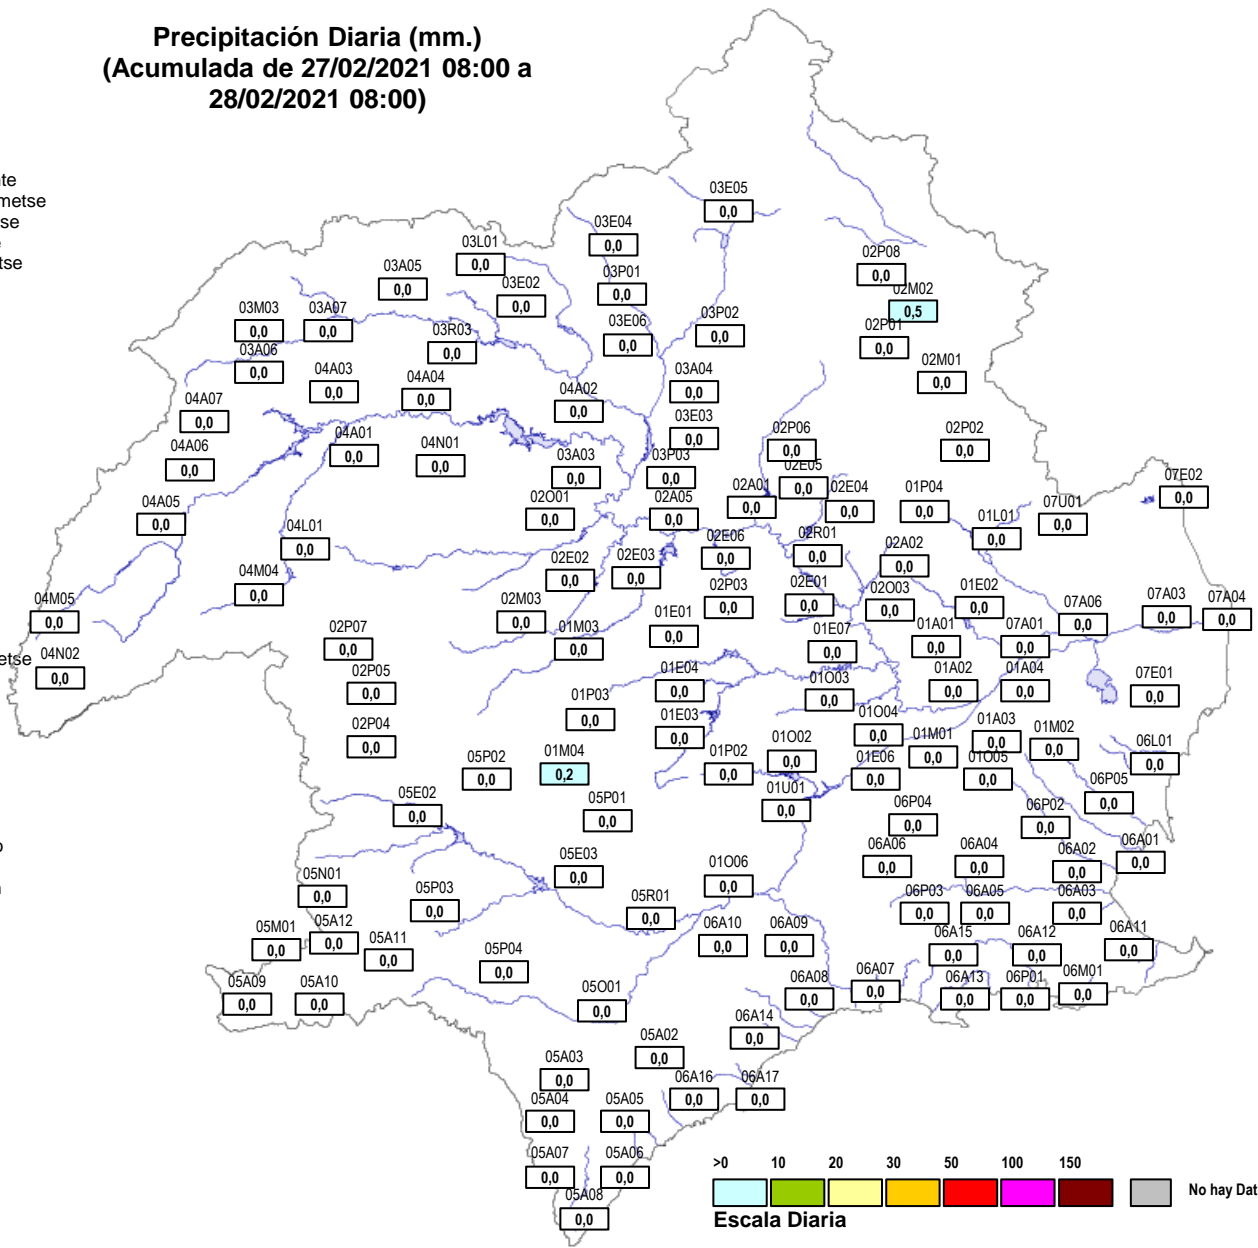 Precipitación Diaria (mm.)
(Acumulada de 27/02/2021 08:00 a
28/02/2021 08:00)
te
metse
se
tse
etse
03E05
0,0
03E04
0,0
03L01
0,0
02P08
0,0
03A05
0,0
03P01
0,0
03E02
0,0
02M02
0,5
03M03
0,0
03A07
0,0
03P02
0,0
03E06
0,0
03R03
0,0
02P01
0,0
03A06
0,0
02M01
0,0
04A03
0,0
04A04
0,0
03A04
0,0
04A02
0,0
04A07
0,0
03E03
0,0
02P06
0,0
02P02
0,0
04A01
0,0
04N01
0,0
04A06
0,0
03A03
0,0
03P03
0,0
02E05
0,0
07E02
0,0
02A01
0,0
02E04
0,0
01P04
0,0
04A05
0,0
02O01
0,0
02A05
0,0
07U01
0,0
01L01
0,0
04L01
0,0
02E06
0,0
02R01
0,0
02A02
0,0
02E02
0,0
02E03
0,0
04M04
0,0
02P03
0,0
02E01
0,0
02O03
0,0
01E02
0,0
07A03
0,0
07A04
0,0
04M05
0,0
02M03
0,0
07A06
0,0
01E01
0,0
02P07
0,0
01M03
0,0
01E07
0,0
01A01
0,0
07A01
0,0
04N02
0,0
02P05
0,0
01E04
0,0
01O03
0,0
01A02
0,0
01A04
0,0
07E01
0,0
01P03
0,0
01E03
0,0
01O04
0,0
02P04
0,0
01A03
0,0
01M02
0,0
01M01
0,0
01O02
0,0
06L01
0,0
05P02
0,0
01M04
0,2
01P02
0,0
01E06
0,0
01O05
0,0
06P05
0,0
05E02
0,0
05P01
0,0
01U01
0,0
06P04
0,0
06P02
0,0
06A01
0,0
05E03
0,0
06A06
0,0
06A04
0,0
06A02
0,0
01O06
0,0
05N01
0,0
05P03
0,0
05R01
0,0
06P03
0,0
06A05
0,0
06A03
0,0
05M01
0,0
05A12
0,0
06A10
0,0
06A09
0,0
06A15
0,0
06A12
0,0
06A11
0,0
05A11
0,0
05P04
0,0
05A09
0,0
05A10
0,0
05O01
0,0
06A08
0,0
06A07
0,0
06A13
0,0
06P01
0,0
06M01
0,0
06A14
0,0
05A02
0,0
05A03
0,0
06A16
0,0
06A17
0,0
05A04
0,0
05A05
0,0
05A07
0,0
05A06
0,0
05A08
0,0
>0 10 20 30 50 100 150
No hay Dat
Escala Diaria